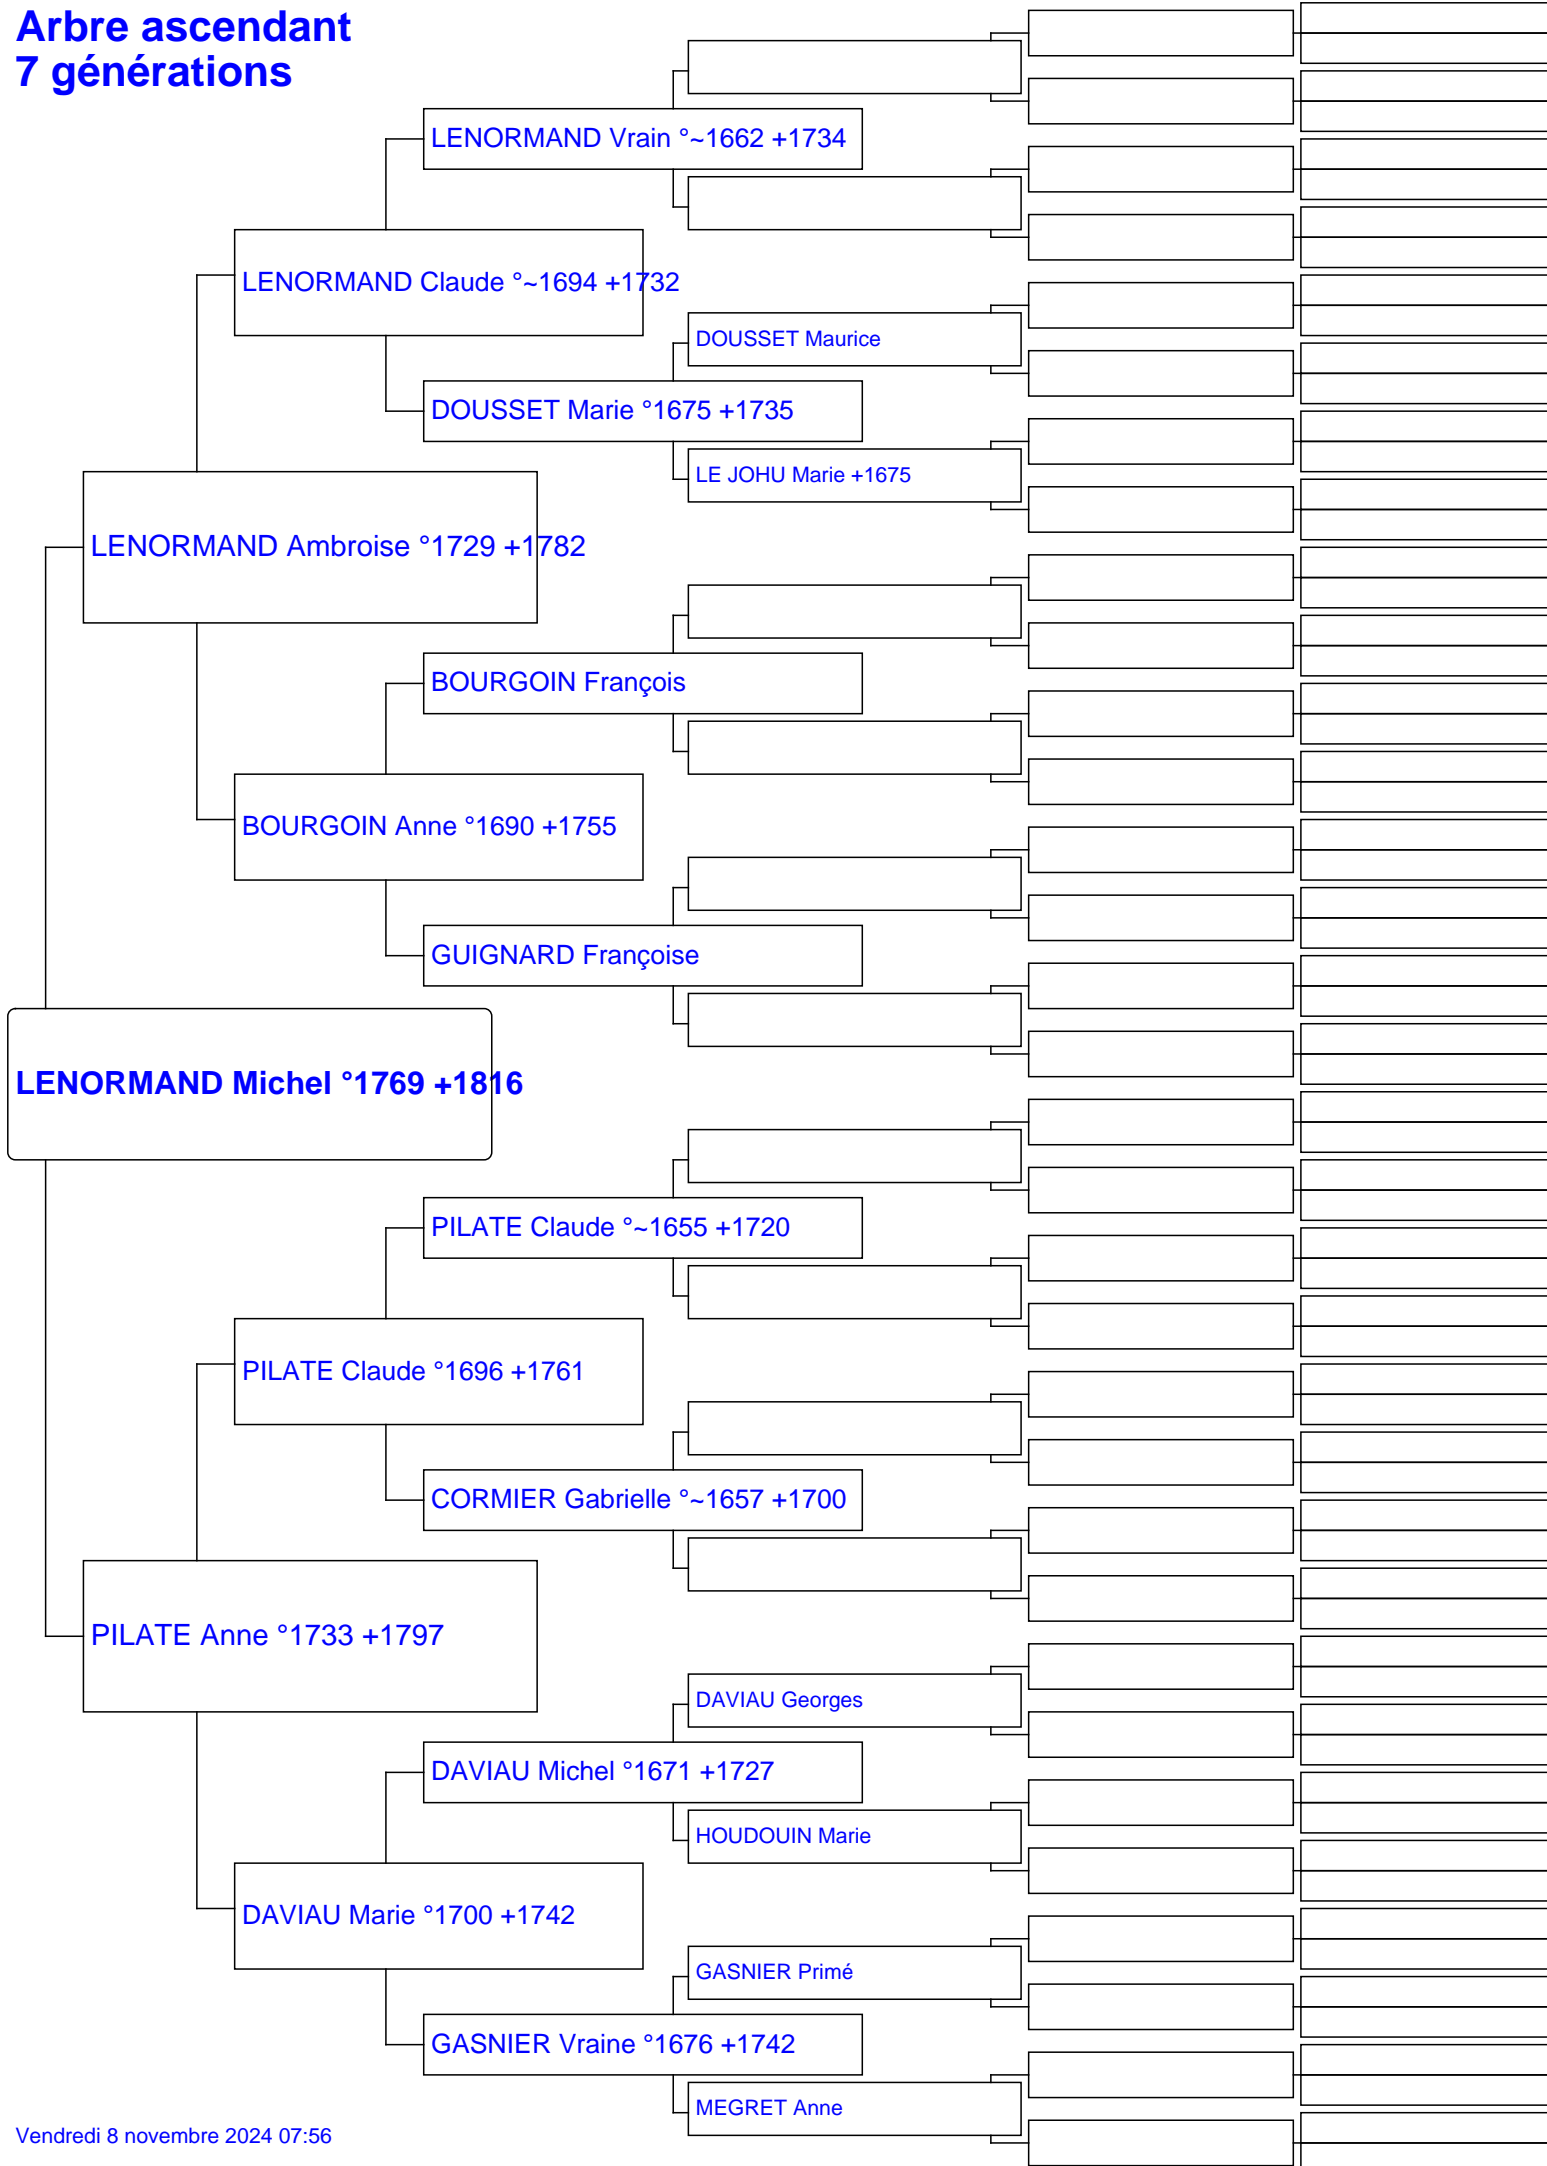 Arbre ascendant
7 générations
LENORMAND Vrain °~1662 +1734
LENORMAND Claude °~1694 +1732
DOUSSET Maurice
DOUSSET Marie °1675 +1735
LE JOHU Marie +1675
LENORMAND Ambroise °1729 +1782
BOURGOIN François
BOURGOIN Anne °1690 +1755
GUIGNARD Françoise
LENORMAND Michel °1769 +1816
PILATE Claude °~1655 +1720
PILATE Claude °1696 +1761
CORMIER Gabrielle °~1657 +1700
PILATE Anne °1733 +1797
DAVIAU Georges
DAVIAU Michel °1671 +1727
HOUDOUIN Marie
DAVIAU Marie °1700 +1742
GASNIER Primé
GASNIER Vraine °1676 +1742
MEGRET Anne
Vendredi 8 novembre 2024 07:56